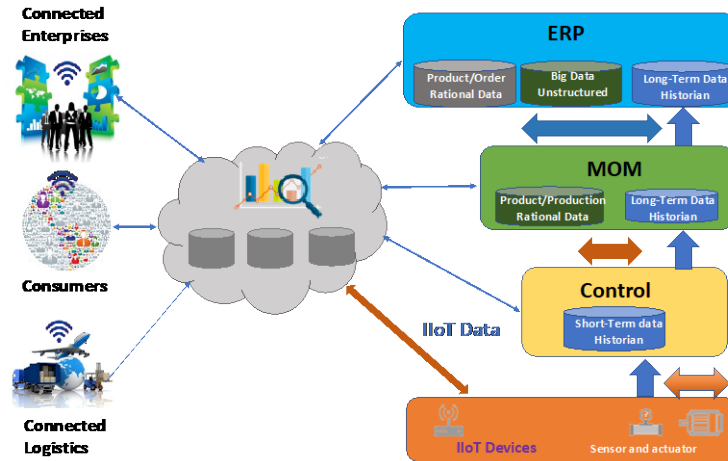 Connected
Enterprises
Consumers
Connected
Logistics
IIoT Data
ERP
Product/Order
Rational Data
Big Data
Unstructured
Long-Term Data
Historian
MOM
Product/Production
Rational Data
Long-Term Data
Historian
Control
Short-Term data
Historian
IIoT Devices
Sensor and actuator